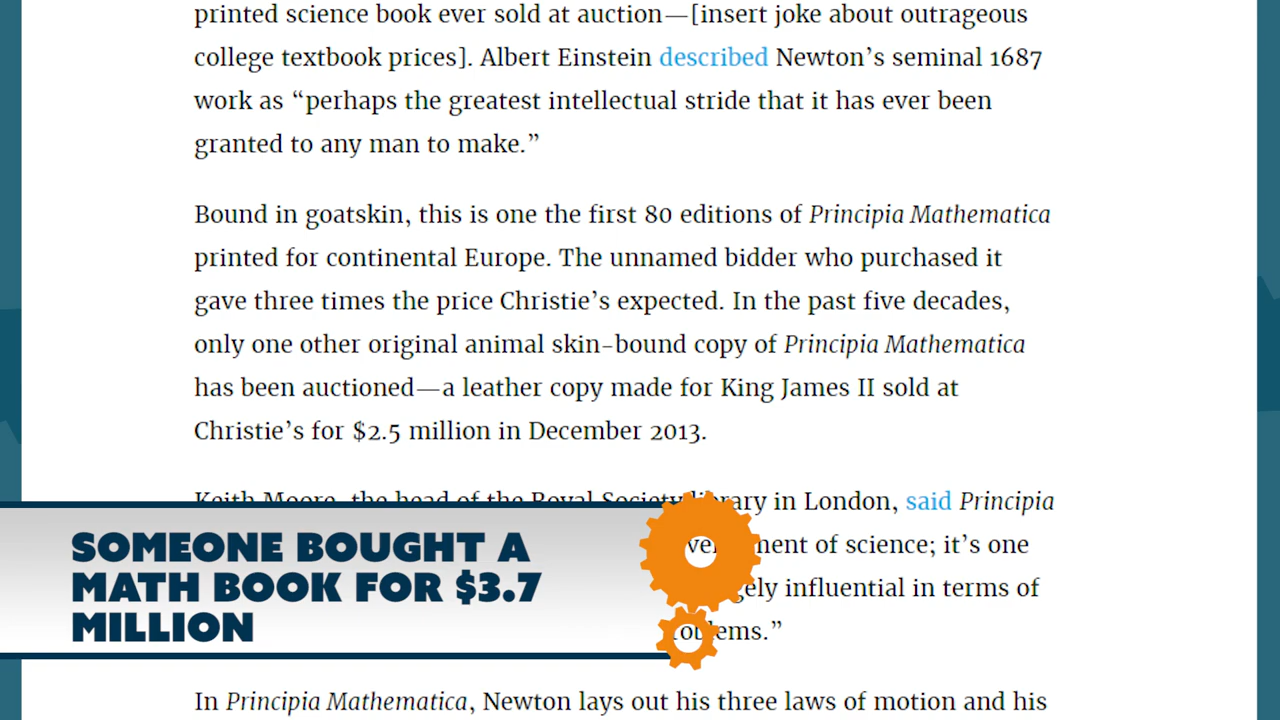 printed science book ever sold at auction—[insert joke about outrageous
college textbook prices]. Albert Einstein described Newton’s seminal 1687
work as “perhaps the greatest intellectual stride that it has ever been
granted to any man to make.”
Bound in goatskin, this is one the first 80 editions of Principia Mathematica
printed for continental Europe. The unnamed bidder who purchased it
gave three times the price Christie’s expected. In the past five decades,
only one other original animal skin-bound copy of Principia Mathematica
has been auctioned—a leather copy made for King James II sold at
Christie’s for $2.5 million in December 2013.
Keith Moore, the head of the Royal Society library in London, said Principia
of science; it’s one
influential in terms of
SOMEONE BOUGHT A
MATH BOOK FOR $3.7
MILLION
In Principia Mathematica, Newton lays out his three laws of motion and his